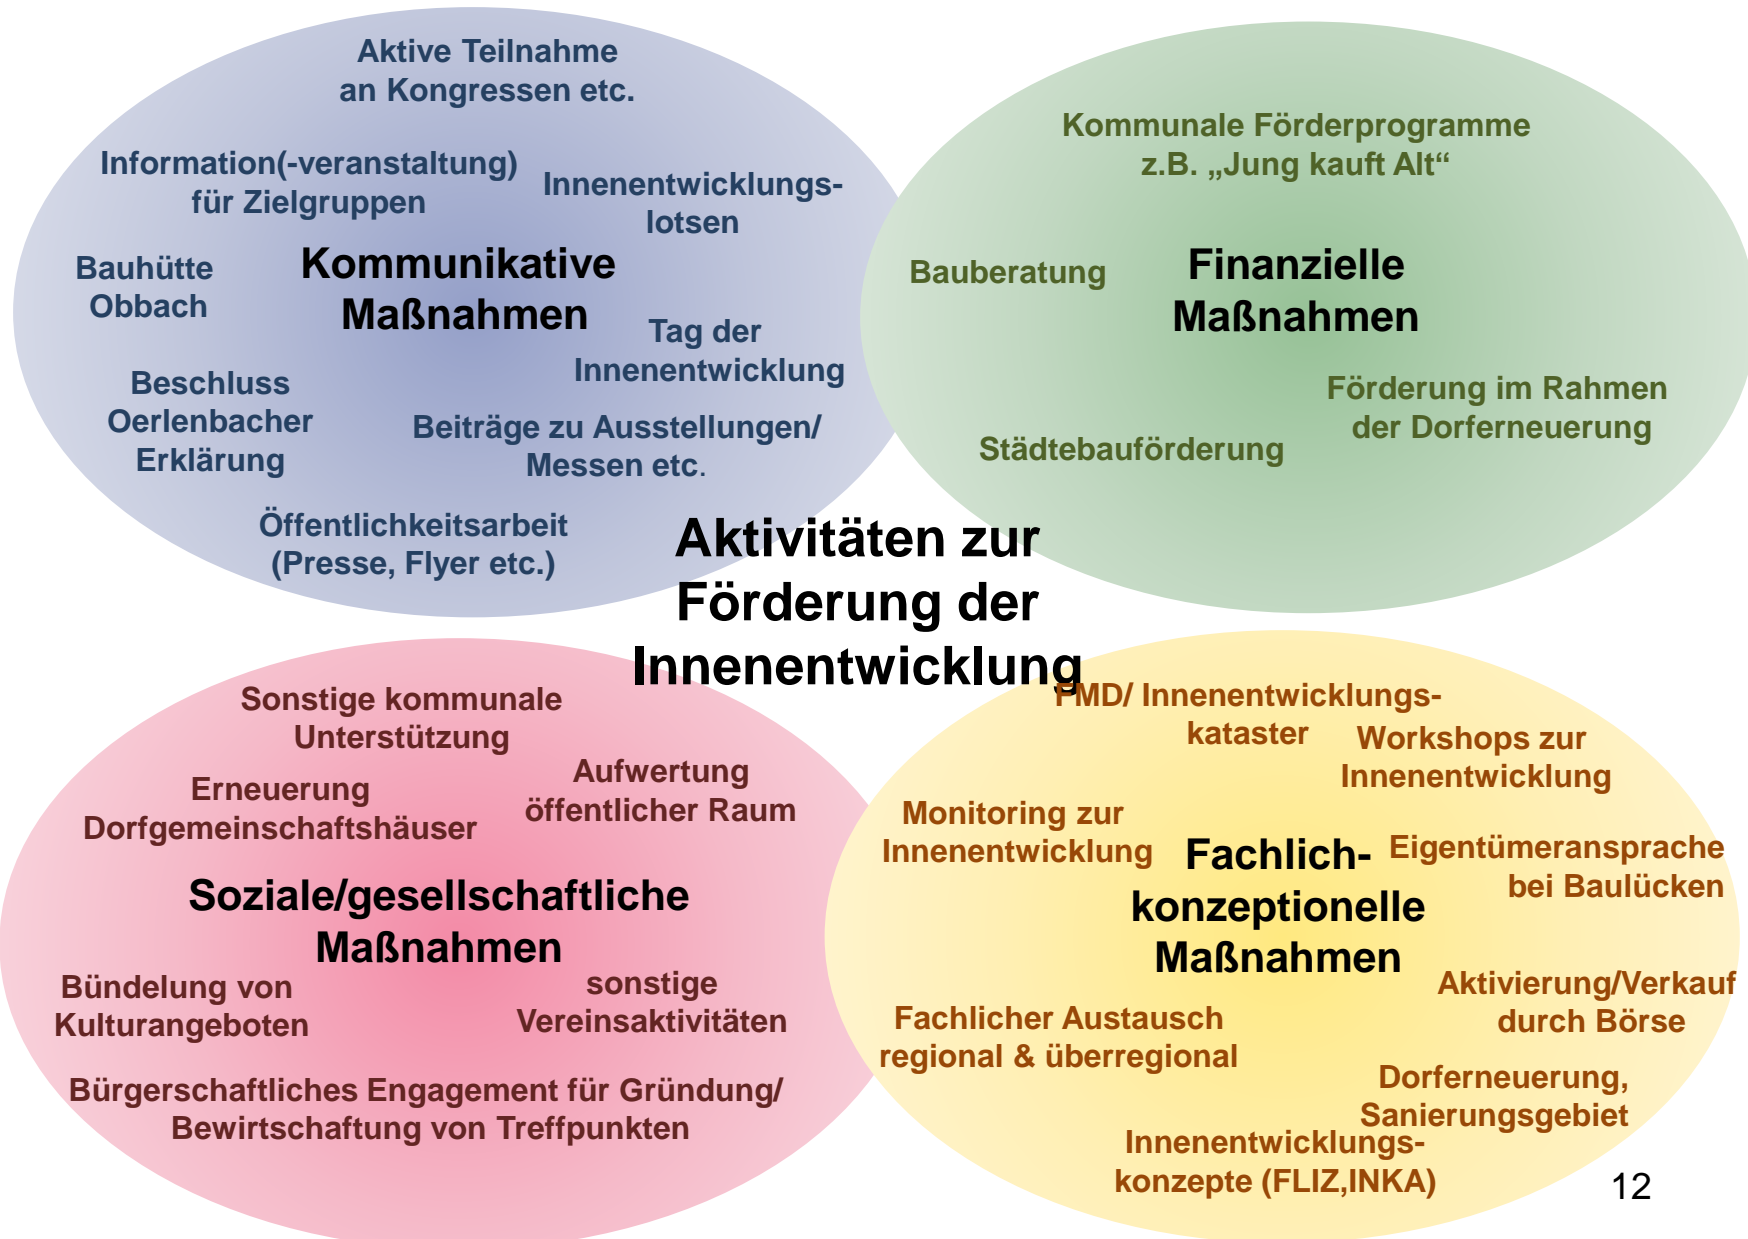 Aktive Teilnahme
an Kongressen etc.
Information(-veranstaltung)
für Zielgruppen
Innenentwicklungs-
lotsen
Bauhütte
Obbach
Kommunikative
Maßnahmen
Tag der
Innenentwicklung
Beschluss
Oerlenbacher
Erklärung
Beiträge zu Ausstellungen/
Messen etc.
Öffentlichkeitsarbeit
(Presse, Flyer etc.)
Kommunale Förderprogramme
z.B. „Jung kauft Alt“
Bauberatung
Finanzielle
Maßnahmen
Förderung im Rahmen
der Dorferneuerung
Städtebauförderung
Aktivitäten zur
Förderung der
Innenentwicklung
Sonstige kommunale
Unterstützung
Erneuerung
Dorfgemeinschaftshäuser
Aufwertung
öffentlicher Raum
Soziale/gesellschaftliche
Maßnahmen
Bündelung von
Kulturangeboten
sonstige
Vereinsaktivitäten
Bürgerschaftliches Engagement für Gründung/
Bewirtschaftung von Treffpunkten
FMD/ Innenentwicklungs-
kataster
Workshops zur
Innenentwicklung
Monitoring zur
Innenentwicklung
Fachlich-
konzeptionelle
Maßnahmen
Eigentümeransprache
bei Baulücken
Aktivierung/Verkauf
durch Börse
Fachlicher Austausch
regional & überregional
Dorferneuerung,
Sanierungsgebiet
Innenentwicklungs-
konzepte (FLIZ,INKA)
12